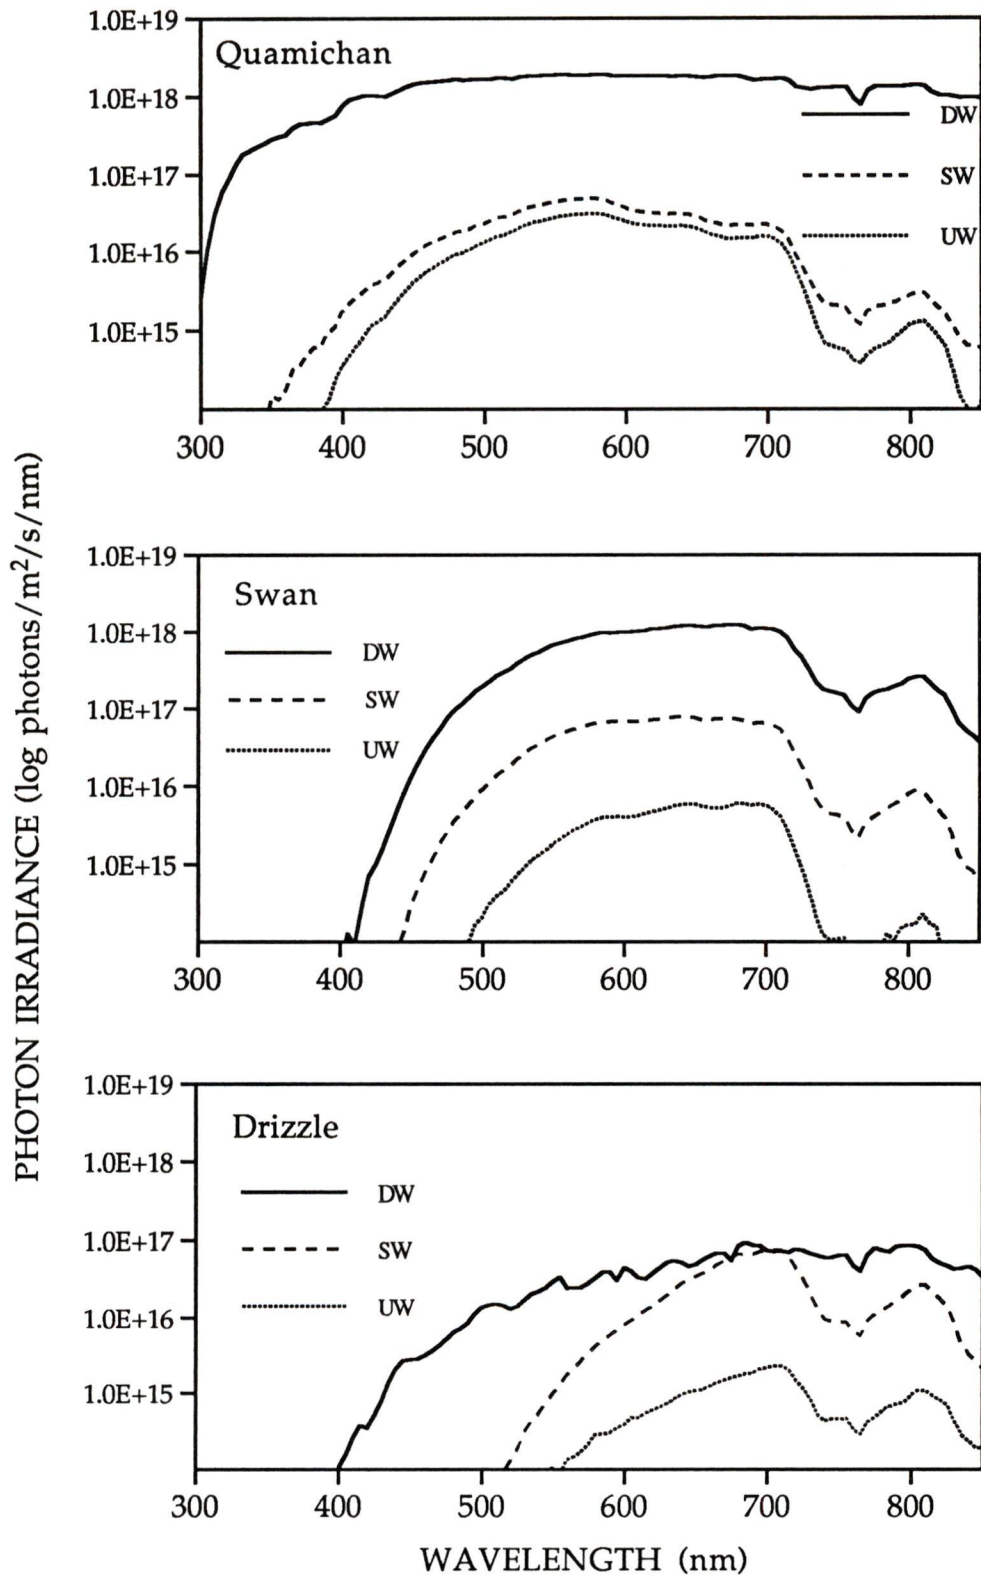 PHOTON IRRADIANCE (log photons/m²/s/nm)
Quamichan
1.0E+19
1.0E+18
1.0E+17
1.0E+16
1.0E+15
DW
SW
UW
300 400 500 600 700 800
Swan
1.0E+19
1.0E+18
1.0E+17
1.0E+16
1.0E+15
DW
SW
UW
300 400 500 600 700 800
Drizzle
1.0E+19
1.0E+18
1.0E+17
1.0E+16
1.0E+15
DW
SW
UW
300 400 500 600 700 800
WAVELENGTH (nm)